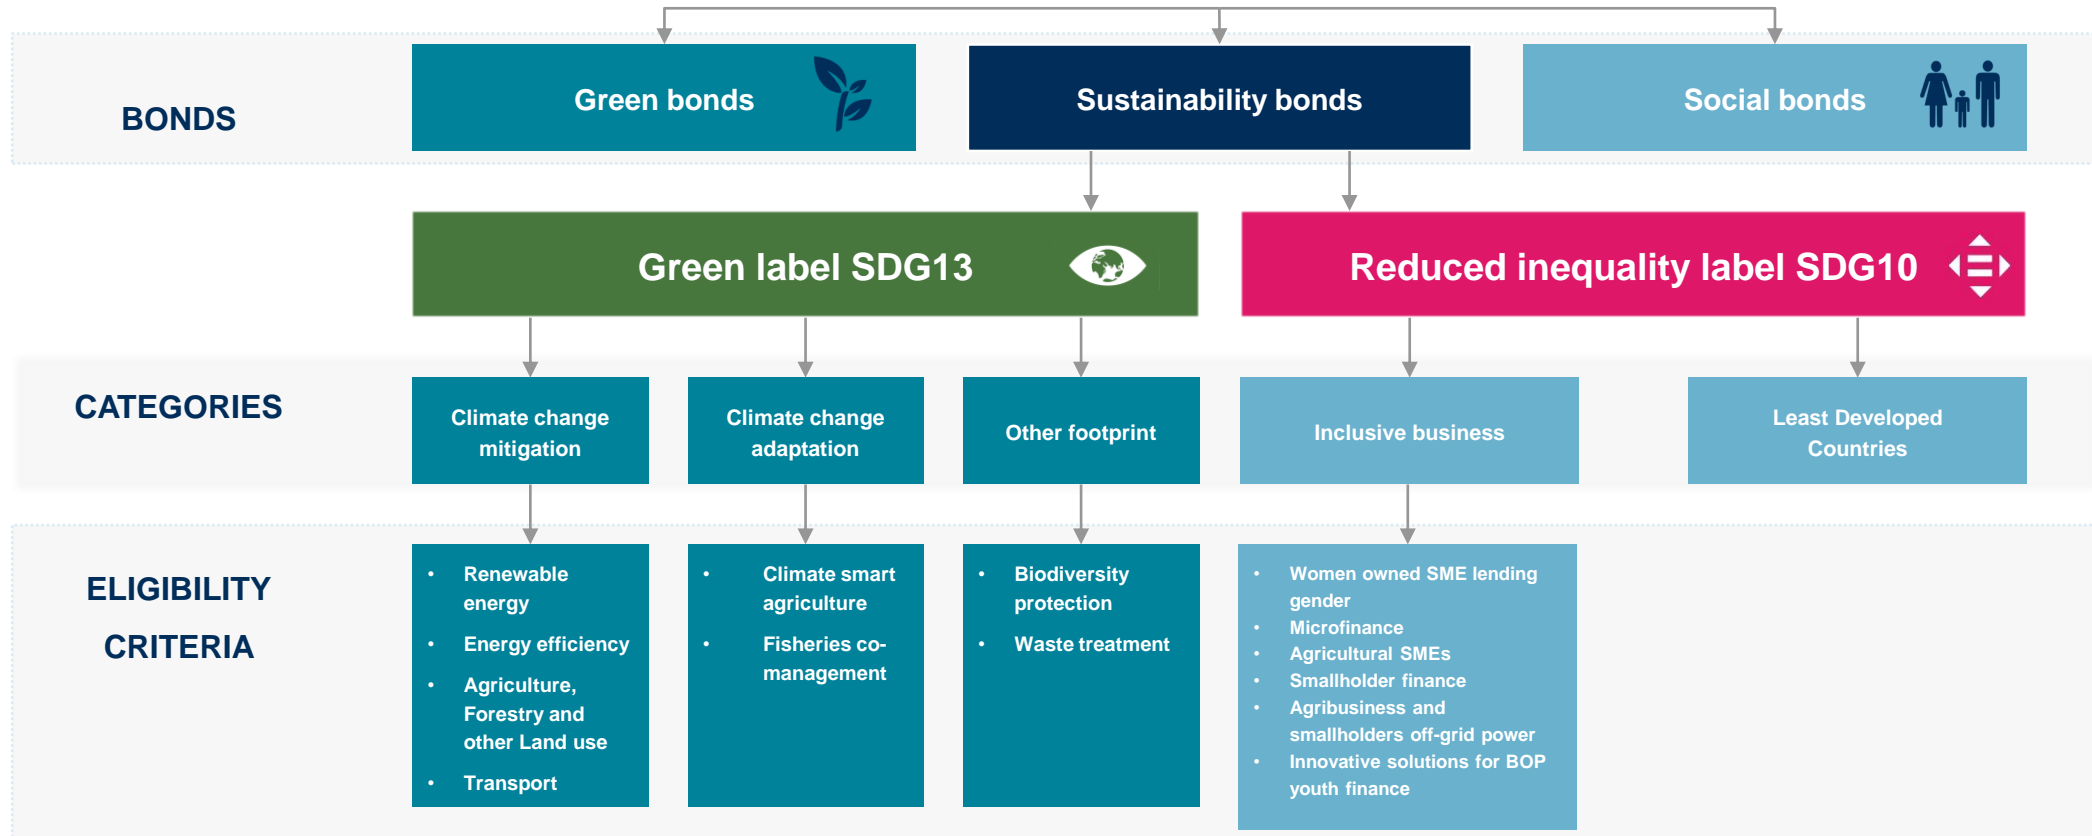 BONDS
Green bonds
Sustainability bonds
Social bonds
Green label SDG13
Reduced inequality label SDG10
CATEGORIES
Climate change
mitigation
Climate change
adaptation
Other footprint
Inclusive business
Least Developed
Countries
ELIGIBILITY
CRITERIA
• Renewable
energy
• Energy efficiency
• Agriculture,
Forestry and
other Land use
• Transport
• Climate smart
agriculture
• Fisheries co-
management
• Biodiversity
protection
• Waste treatment
• Women owned SME lending
gender
• Microfinance
• Agricultural SMEs
• Smallholder finance
• Agribusiness and
smallholders off-grid power
• Innovative solutions for BOP
youth finance